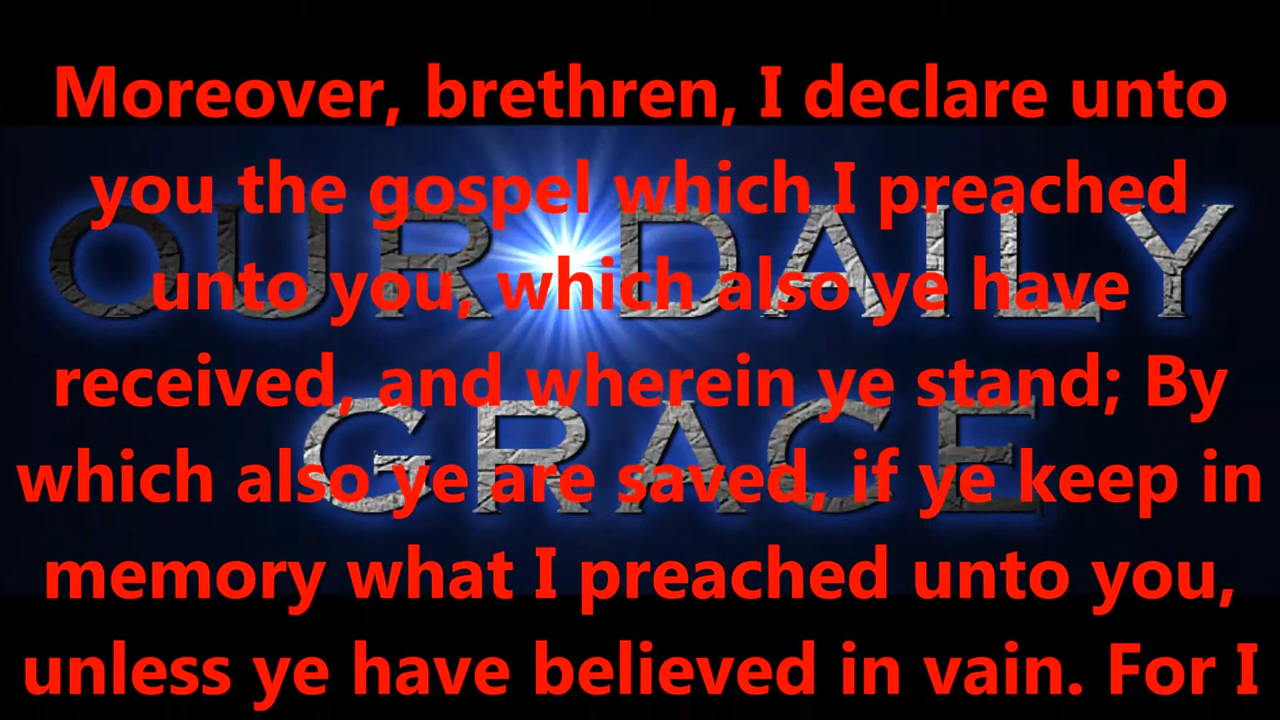 Moreover, brethren, I declare unto
you the gospel which I preached
OUR DAILY
unto you, which also ye have
received, and wherein ye stand; By
GRACE
which also ye are saved, if ye keep in
memory what I preached unto you,
unless ye have believed in vain. For I